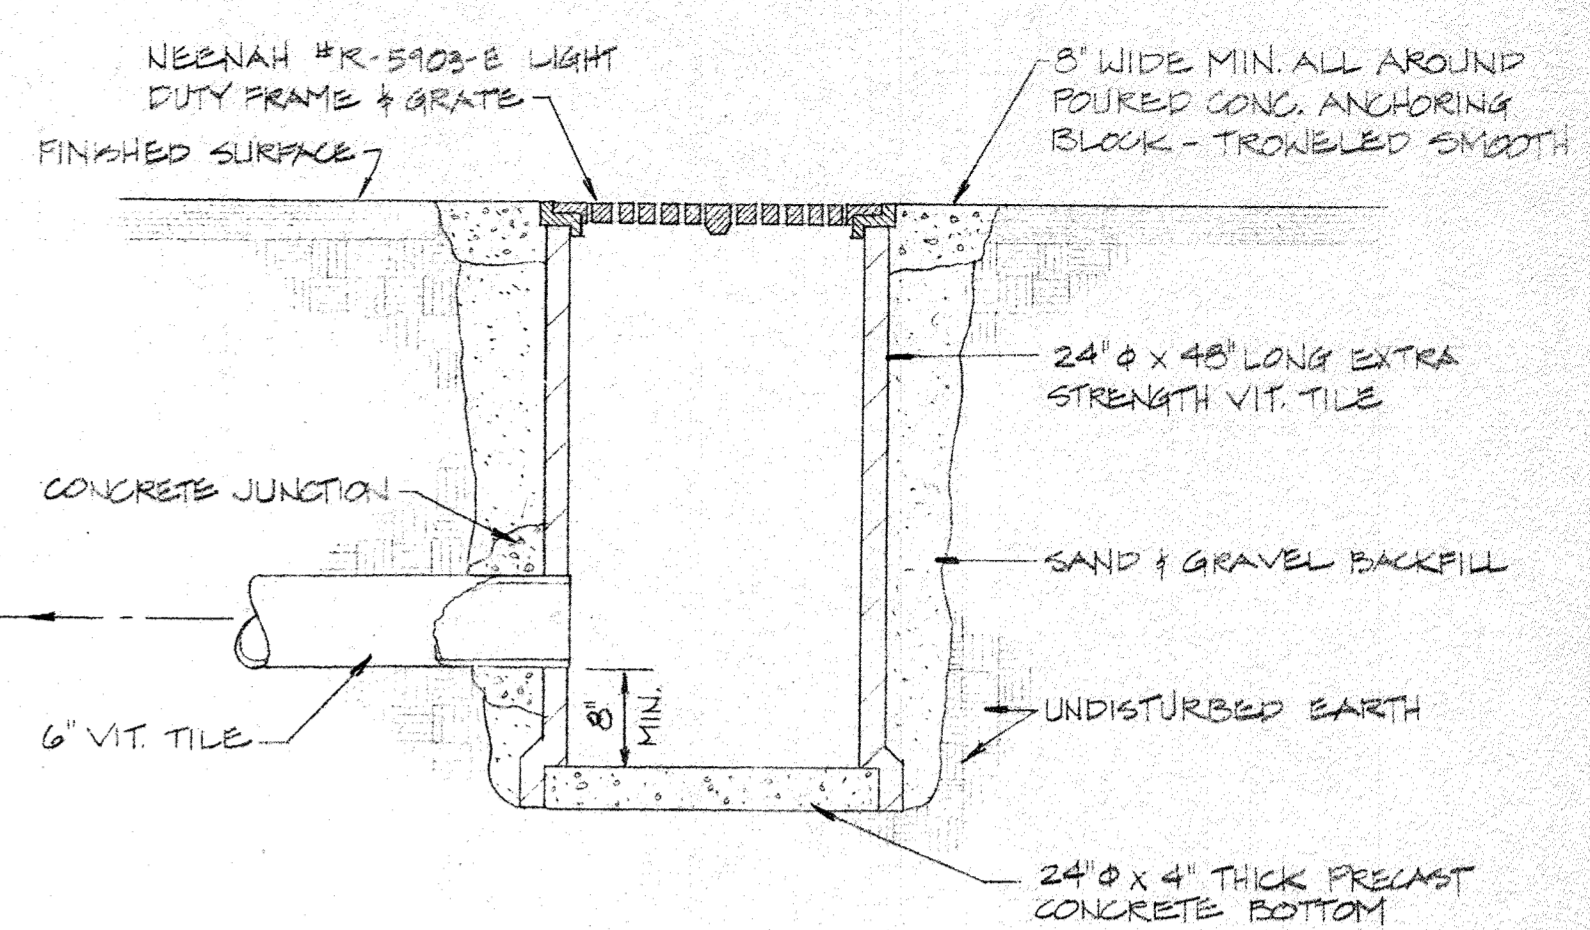 NEENAH #R-5903-E LIGHT
DUTY FRAME & GRATE
FINISHED SURFACE
8" WIDE MIN. ALL AROUND
POURED CONC. ANCHORING
BLOCK - TROWELED SMOOTH
24"φ x 48" LONG EXTRA
STRENGTH VIT. TILE
CONCRETE JUNCTION
SAND & GRAVEL BACKFILL
6" VIT. TILE
8"
MIN.
UNDISTURBED EARTH
24"φ x 4" THICK PRECAST
CONCRETE BOTTOM